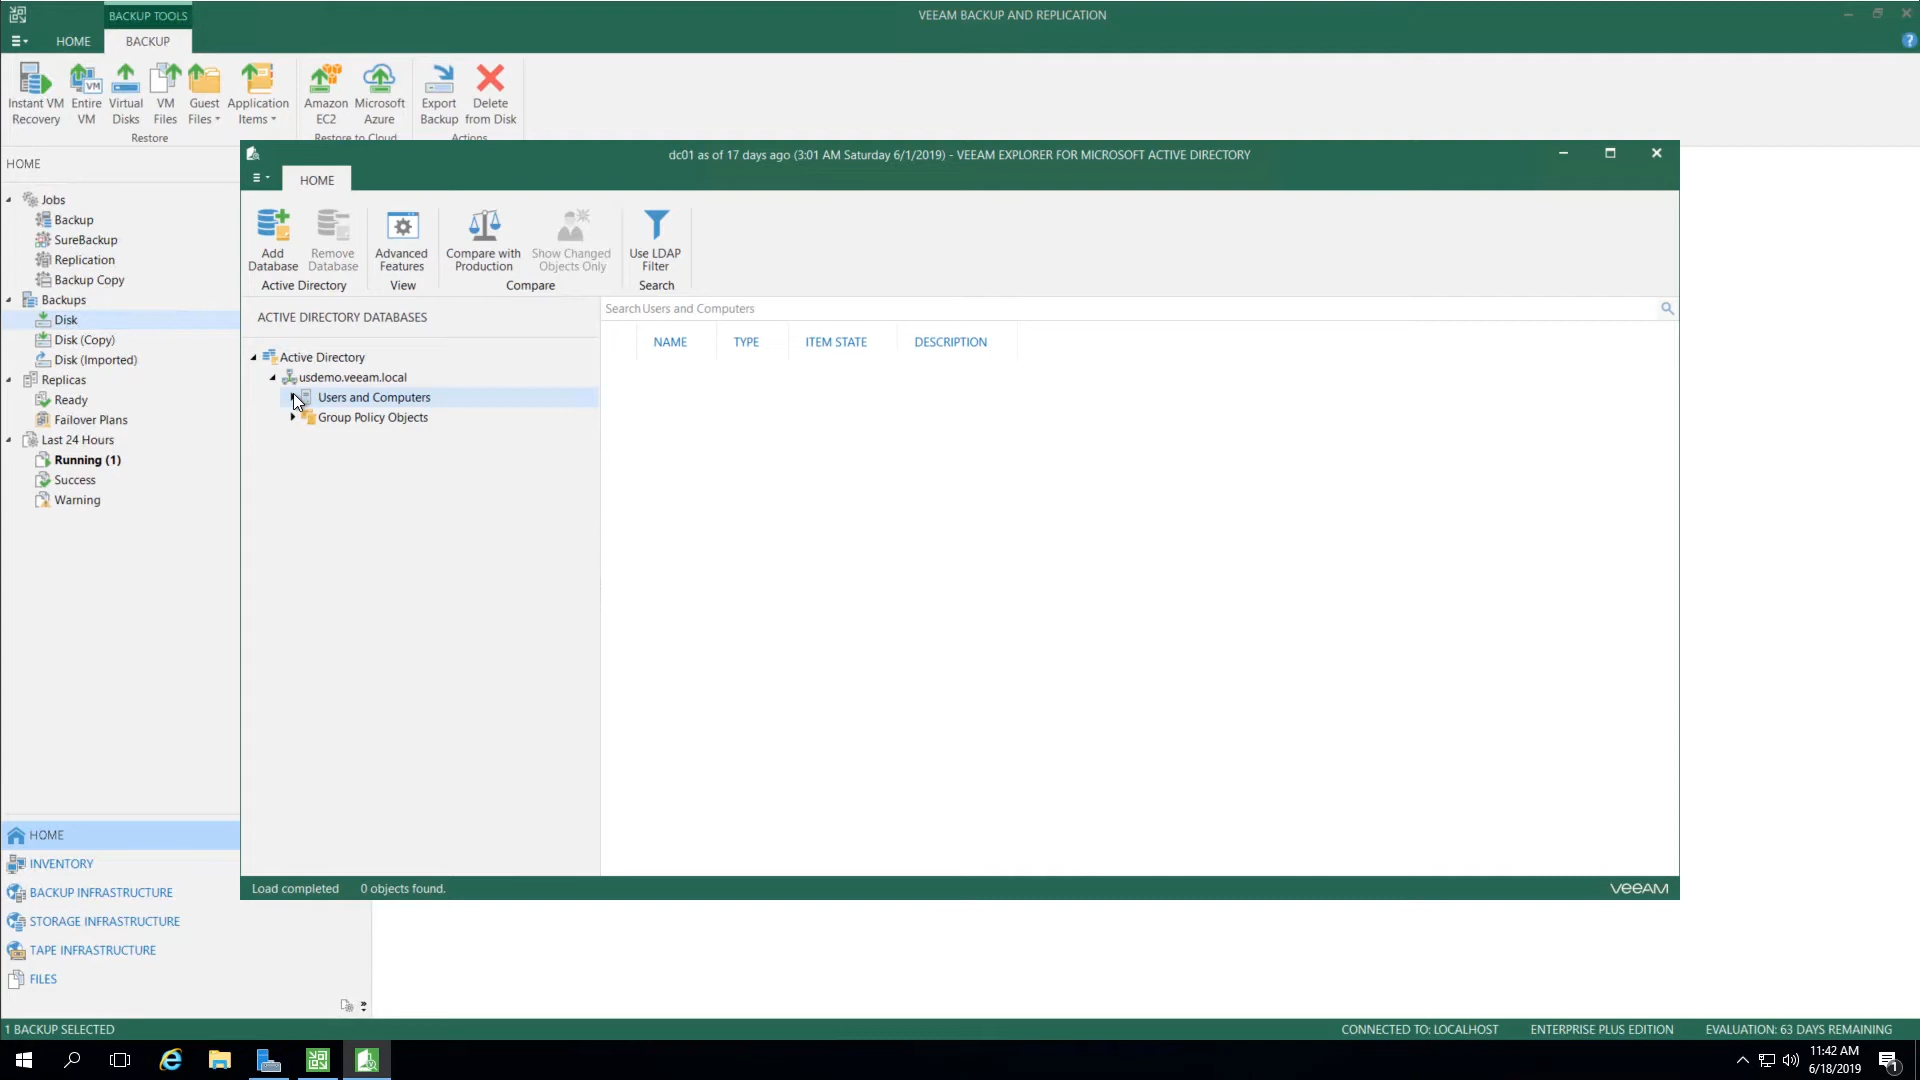 BACKUP TOOLS
VEEAM BACKUP AND REPLICATION
HOME
BACKUP
Instant VM Recovery
Entire VM
Virtual Disks
VM Files
Guest Files
Application Items
Amazon EC2
Microsoft Azure
Export Backup
Delete from Disk
Restore
Restore to Cloud
Actions
HOME
Jobs
Backup
SureBackup
Replication
Backup Copy
Backups
Disk
Disk (Copy)
Disk (Imported)
Replicas
Ready
Failover Plans
Last 24 Hours
Running (1)
Success
Warning
HOME
INVENTORY
BACKUP INFRASTRUCTURE
STORAGE INFRASTRUCTURE
TAPE INFRASTRUCTURE
FILES
dc01 as of 17 days ago (3:01 AM Saturday 6/1/2019) - VEEAM EXPLORER FOR MICROSOFT ACTIVE DIRECTORY
HOME
Add Database
Remove Database
Advanced Features
Compare with Production
Show Changed Objects Only
Use LDAP Filter
Active Directory
View
Compare
Search
ACTIVE DIRECTORY DATABASES
Active Directory
usdemo.veeam.local
Users and Computers
Group Policy Objects
Search Users and Computers
NAME
TYPE
ITEM STATE
DESCRIPTION
Load completed
0 objects found.
veeam
1 BACKUP SELECTED
CONNECTED TO: LOCALHOST
ENTERPRISE PLUS EDITION
EVALUATION: 63 DAYS REMAINING
11:42 AM
6/18/2019
1